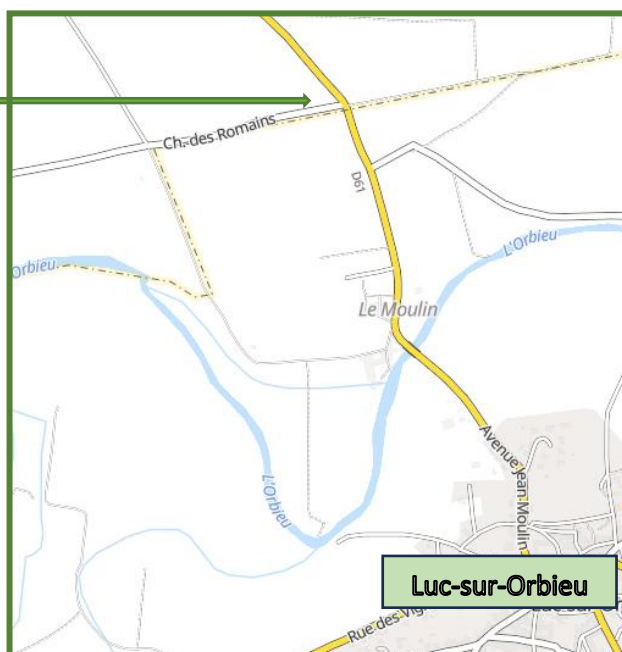 Ch. des Romains
D61
Orbieu
L'Orbieu
Le Moulin
Avenue Jean Moulin
L'Orbieu
Luc-sur-Orbieu
Rue des Vig